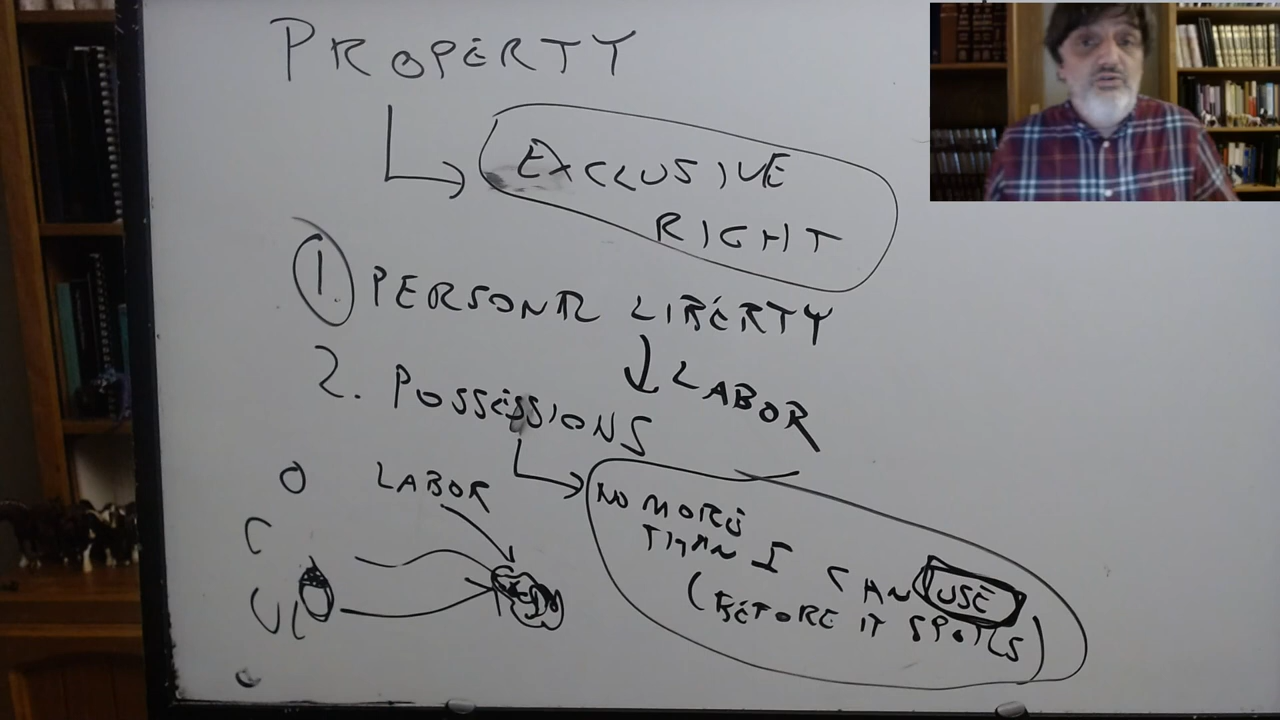 PROPERTY
EXCLUSIVE
RIGHT
1. PERSONAL LIBERTY
LABOR
2. POSSESSIONS
LABOR
NO MORE
THAN I CAN USE
(BEFORE IT SPOILS)